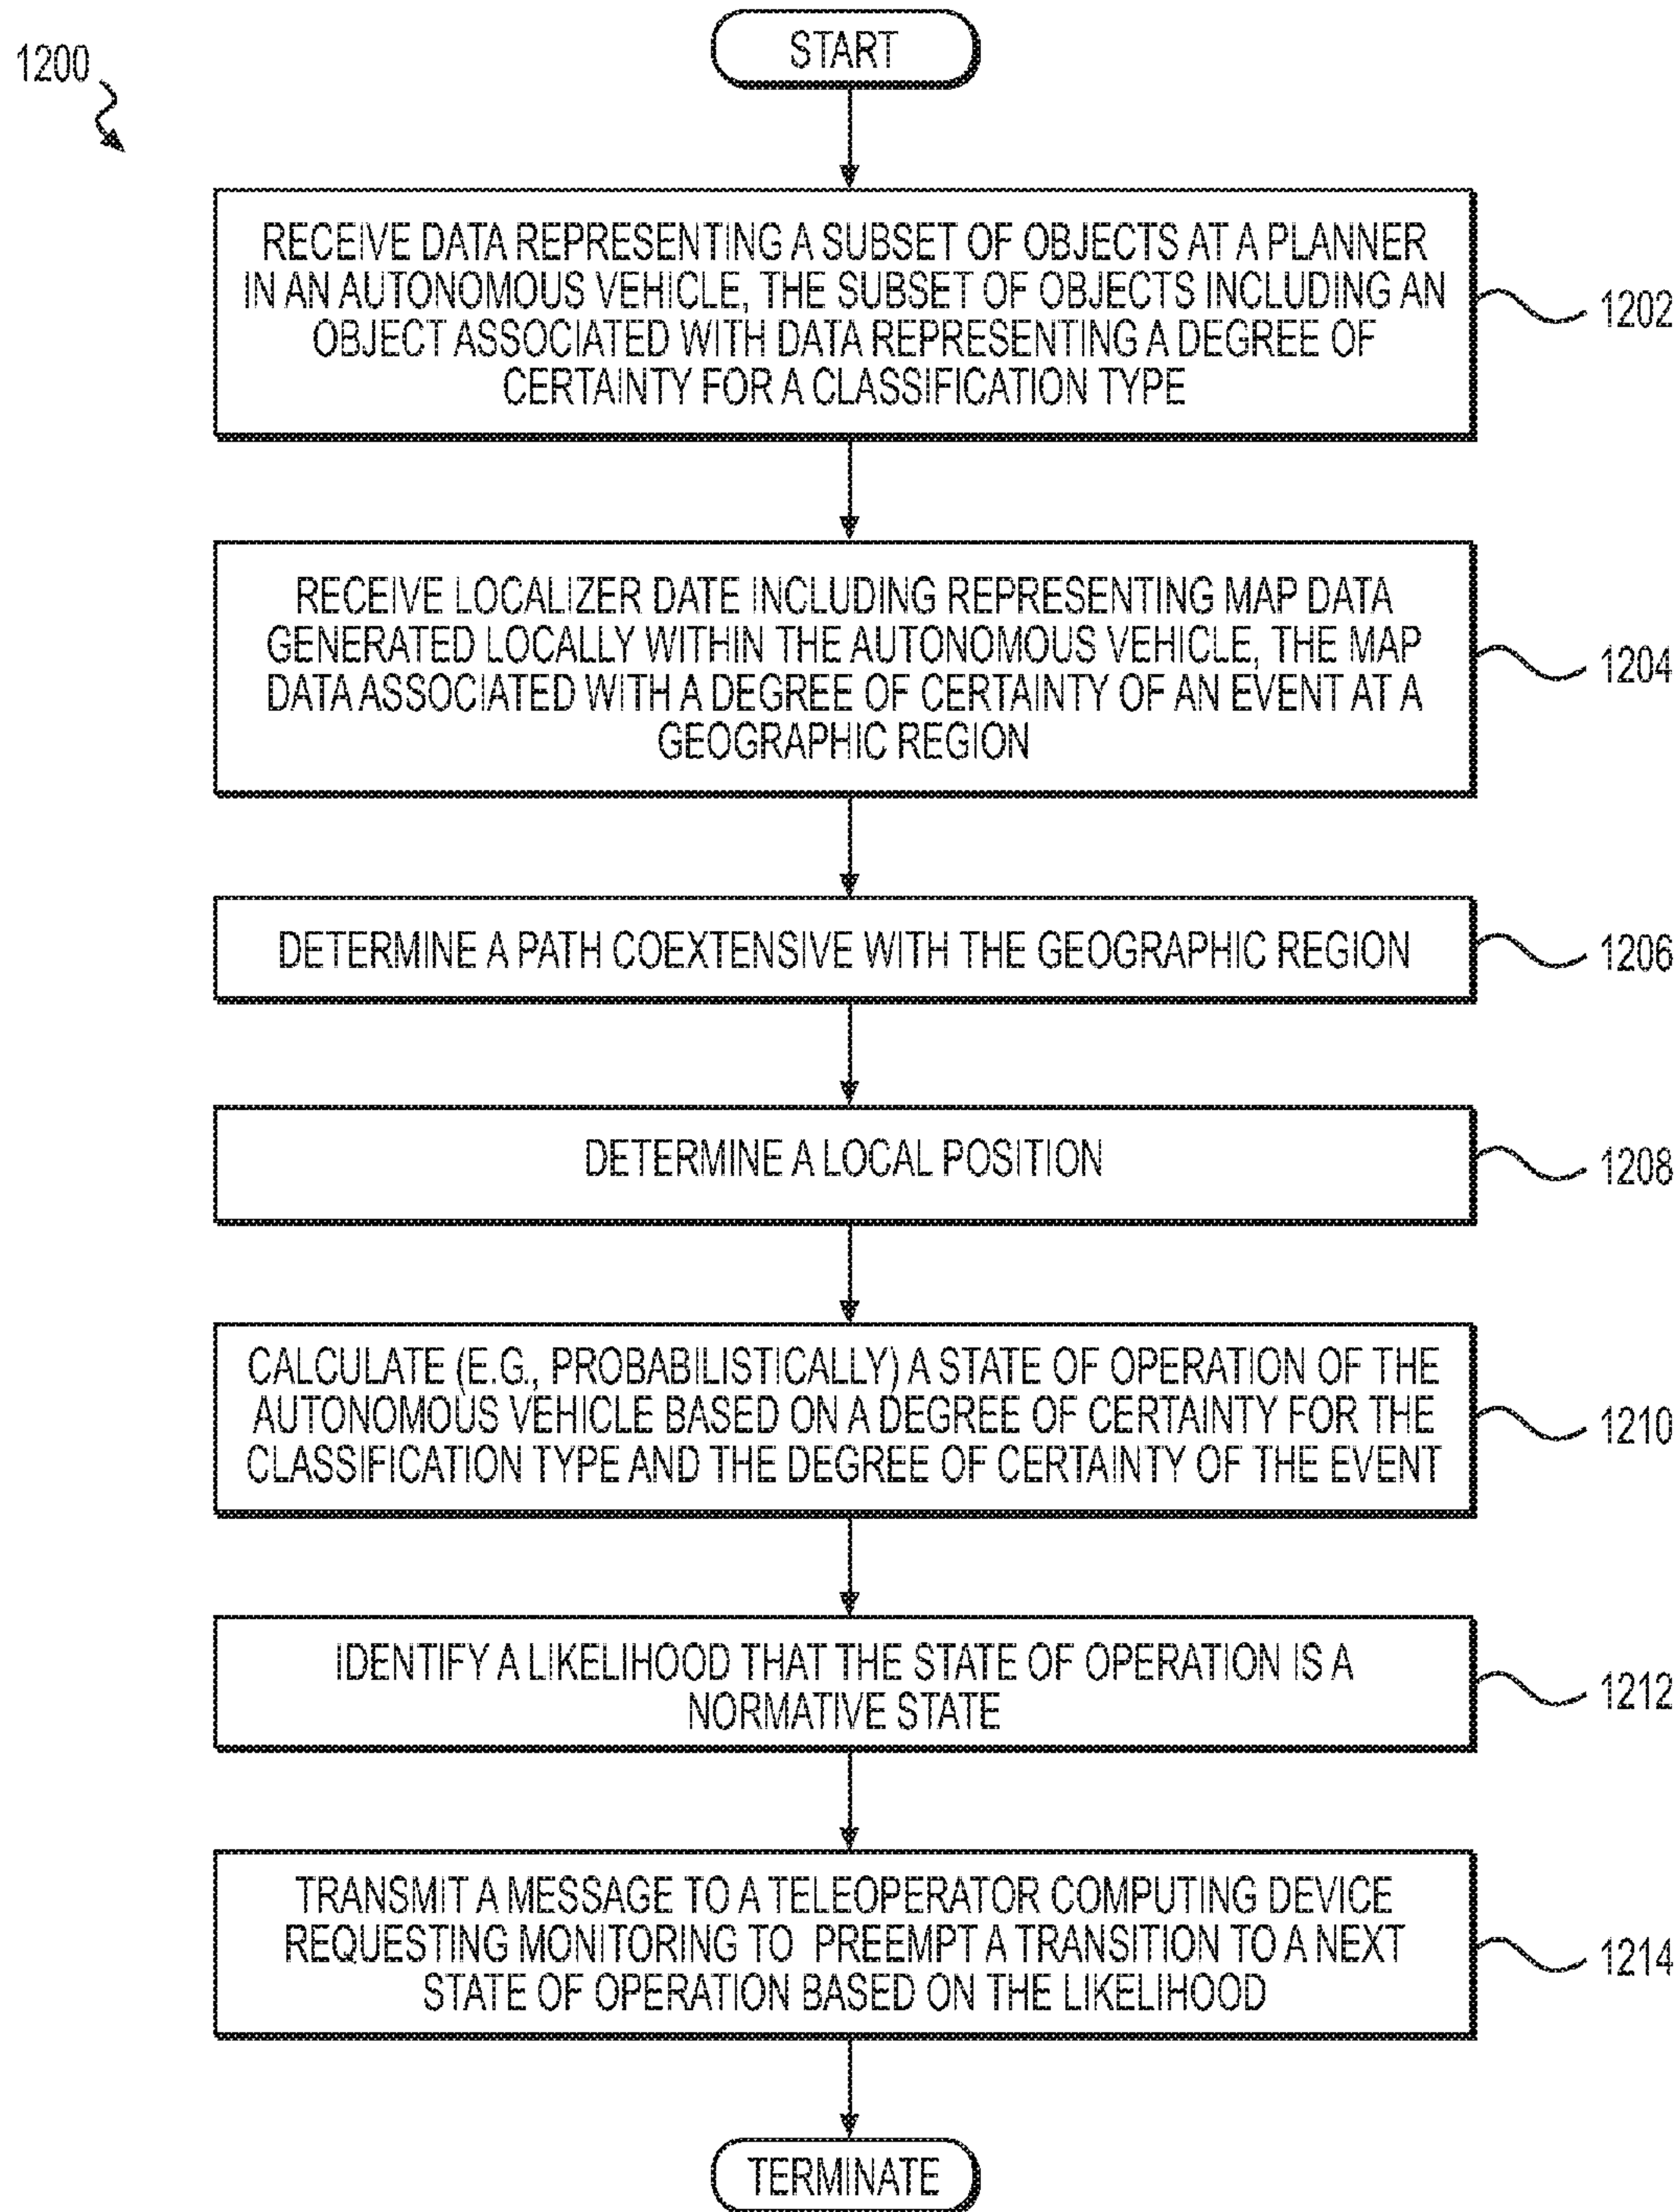 START
1200
RECEIVE DATA REPRESENTING A SUBSET OF OBJECTS AT A PLANNER
IN AN AUTONOMOUS VEHICLE, THE SUBSET OF OBJECTS INCLUDING AN
OBJECT ASSOCIATED WITH DATA REPRESENTING A DEGREE OF
CERTAINTY FOR A CLASSIFICATION TYPE
1202
RECEIVE LOCALIZER DATE INCLUDING REPRESENTING MAP DATA
GENERATED LOCALLY WITHIN THE AUTONOMOUS VEHICLE, THE MAP
DATA ASSOCIATED WITH A DEGREE OF CERTAINTY OF AN EVENT AT A
GEOGRAPHIC REGION
1204
DETERMINE A PATH COEXTENSIVE WITH THE GEOGRAPHIC REGION
1206
DETERMINE A LOCAL POSITION
1208
CALCULATE (E.G., PROBABILISTICALLY) A STATE OF OPERATION OF THE
AUTONOMOUS VEHICLE BASED ON A DEGREE OF CERTAINTY FOR THE
CLASSIFICATION TYPE AND THE DEGREE OF CERTAINTY OF THE EVENT
1210
IDENTIFY A LIKELIHOOD THAT THE STATE OF OPERATION IS A
NORMATIVE STATE
1212
TRANSMIT A MESSAGE TO A TELEOPERATOR COMPUTING DEVICE
REQUESTING MONITORING TO PREEMPT A TRANSITION TO A NEXT
STATE OF OPERATION BASED ON THE LIKELIHOOD
1214
TERMINATE